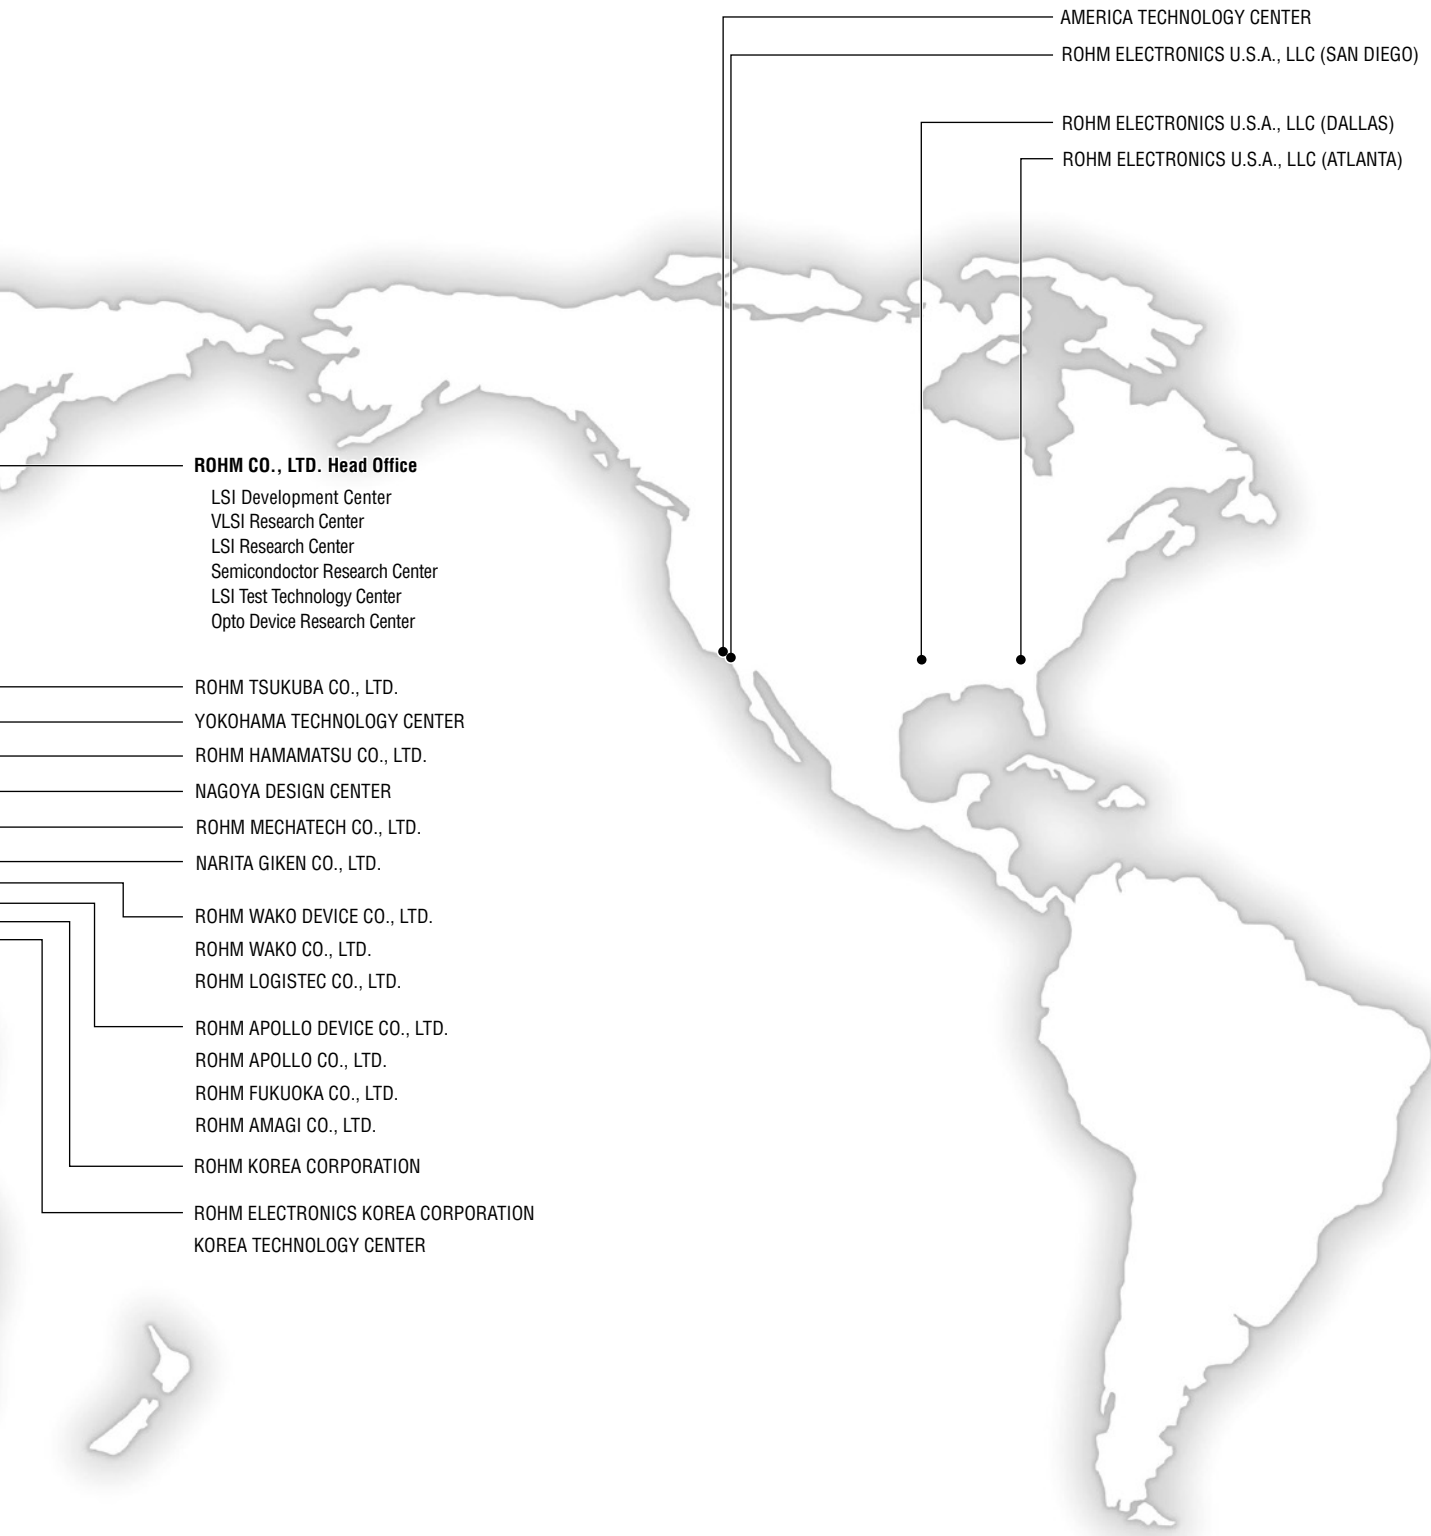 AMERICA TECHNOLOGY CENTER
ROHM ELECTRONICS U.S.A., LLC (SAN DIEGO)
ROHM ELECTRONICS U.S.A., LLC (DALLAS)
ROHM ELECTRONICS U.S.A., LLC (ATLANTA)
ROHM CO., LTD. Head Office
LSI Development Center
VLSI Research Center
LSI Research Center
Semicondoctor Research Center
LSI Test Technology Center
Opto Device Research Center
ROHM TSUKUBA CO., LTD.
YOKOHAMA TECHNOLOGY CENTER
ROHM HAMAMATSU CO., LTD.
NAGOYA DESIGN CENTER
ROHM MECHATECH CO., LTD.
NARITA GIKEN CO., LTD.
ROHM WAKO DEVICE CO., LTD.
ROHM WAKO CO., LTD.
ROHM LOGISTEC CO., LTD.
ROHM APOLLO DEVICE CO., LTD.
ROHM APOLLO CO., LTD.
ROHM FUKUOKA CO., LTD.
ROHM AMAGI CO., LTD.
ROHM KOREA CORPORATION
ROHM ELECTRONICS KOREA CORPORATION
KOREA TECHNOLOGY CENTER